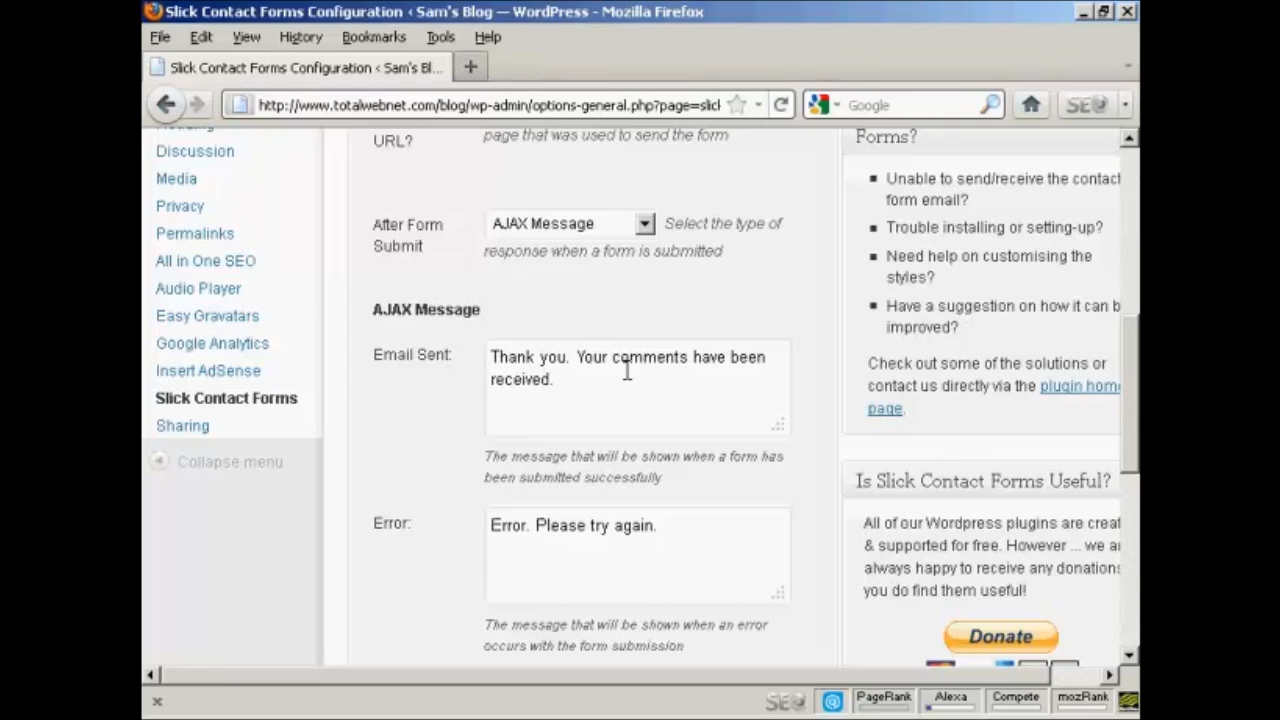 Slick Contact Forms Configuration ‹ Sam's Blog — WordPress - Mozilla Firefox
File Edit View History Bookmarks Tools Help
Slick Contact Forms Configuration ‹ Sam's Bl...
http://www.totalwebnet.com/blog/wp-admin/options-general.php?page=slick
Google
SEO
Discussion
Media
Privacy
Permalinks
All in One SEO
Audio Player
Easy Gravatars
Google Analytics
Insert AdSense
Slick Contact Forms
Sharing
Collapse menu
URL?
page that was used to send the form
After Form
Submit
AJAX Message
Select the type of
response when a form is submitted
AJAX Message
Email Sent:
Thank you. Your comments have been
received.
The message that will be shown when a form has
been submitted successfully
Error:
Error. Please try again.
The message that will be shown when an error
occurs with the form submission
Forms?
Unable to send/receive the contact
form email?
Trouble installing or setting-up?
Need help on customising the
styles?
Have a suggestion on how it can b
improved?
Check out some of the solutions or
contact us directly via the plugin home
page.
Is Slick Contact Forms Useful?
All of our Wordpress plugins are creat
& supported for free. However ... we ar
always happy to receive any donations
you do find them useful!
Donate
SEO
PageRank
Alexa
Compete
mozRank